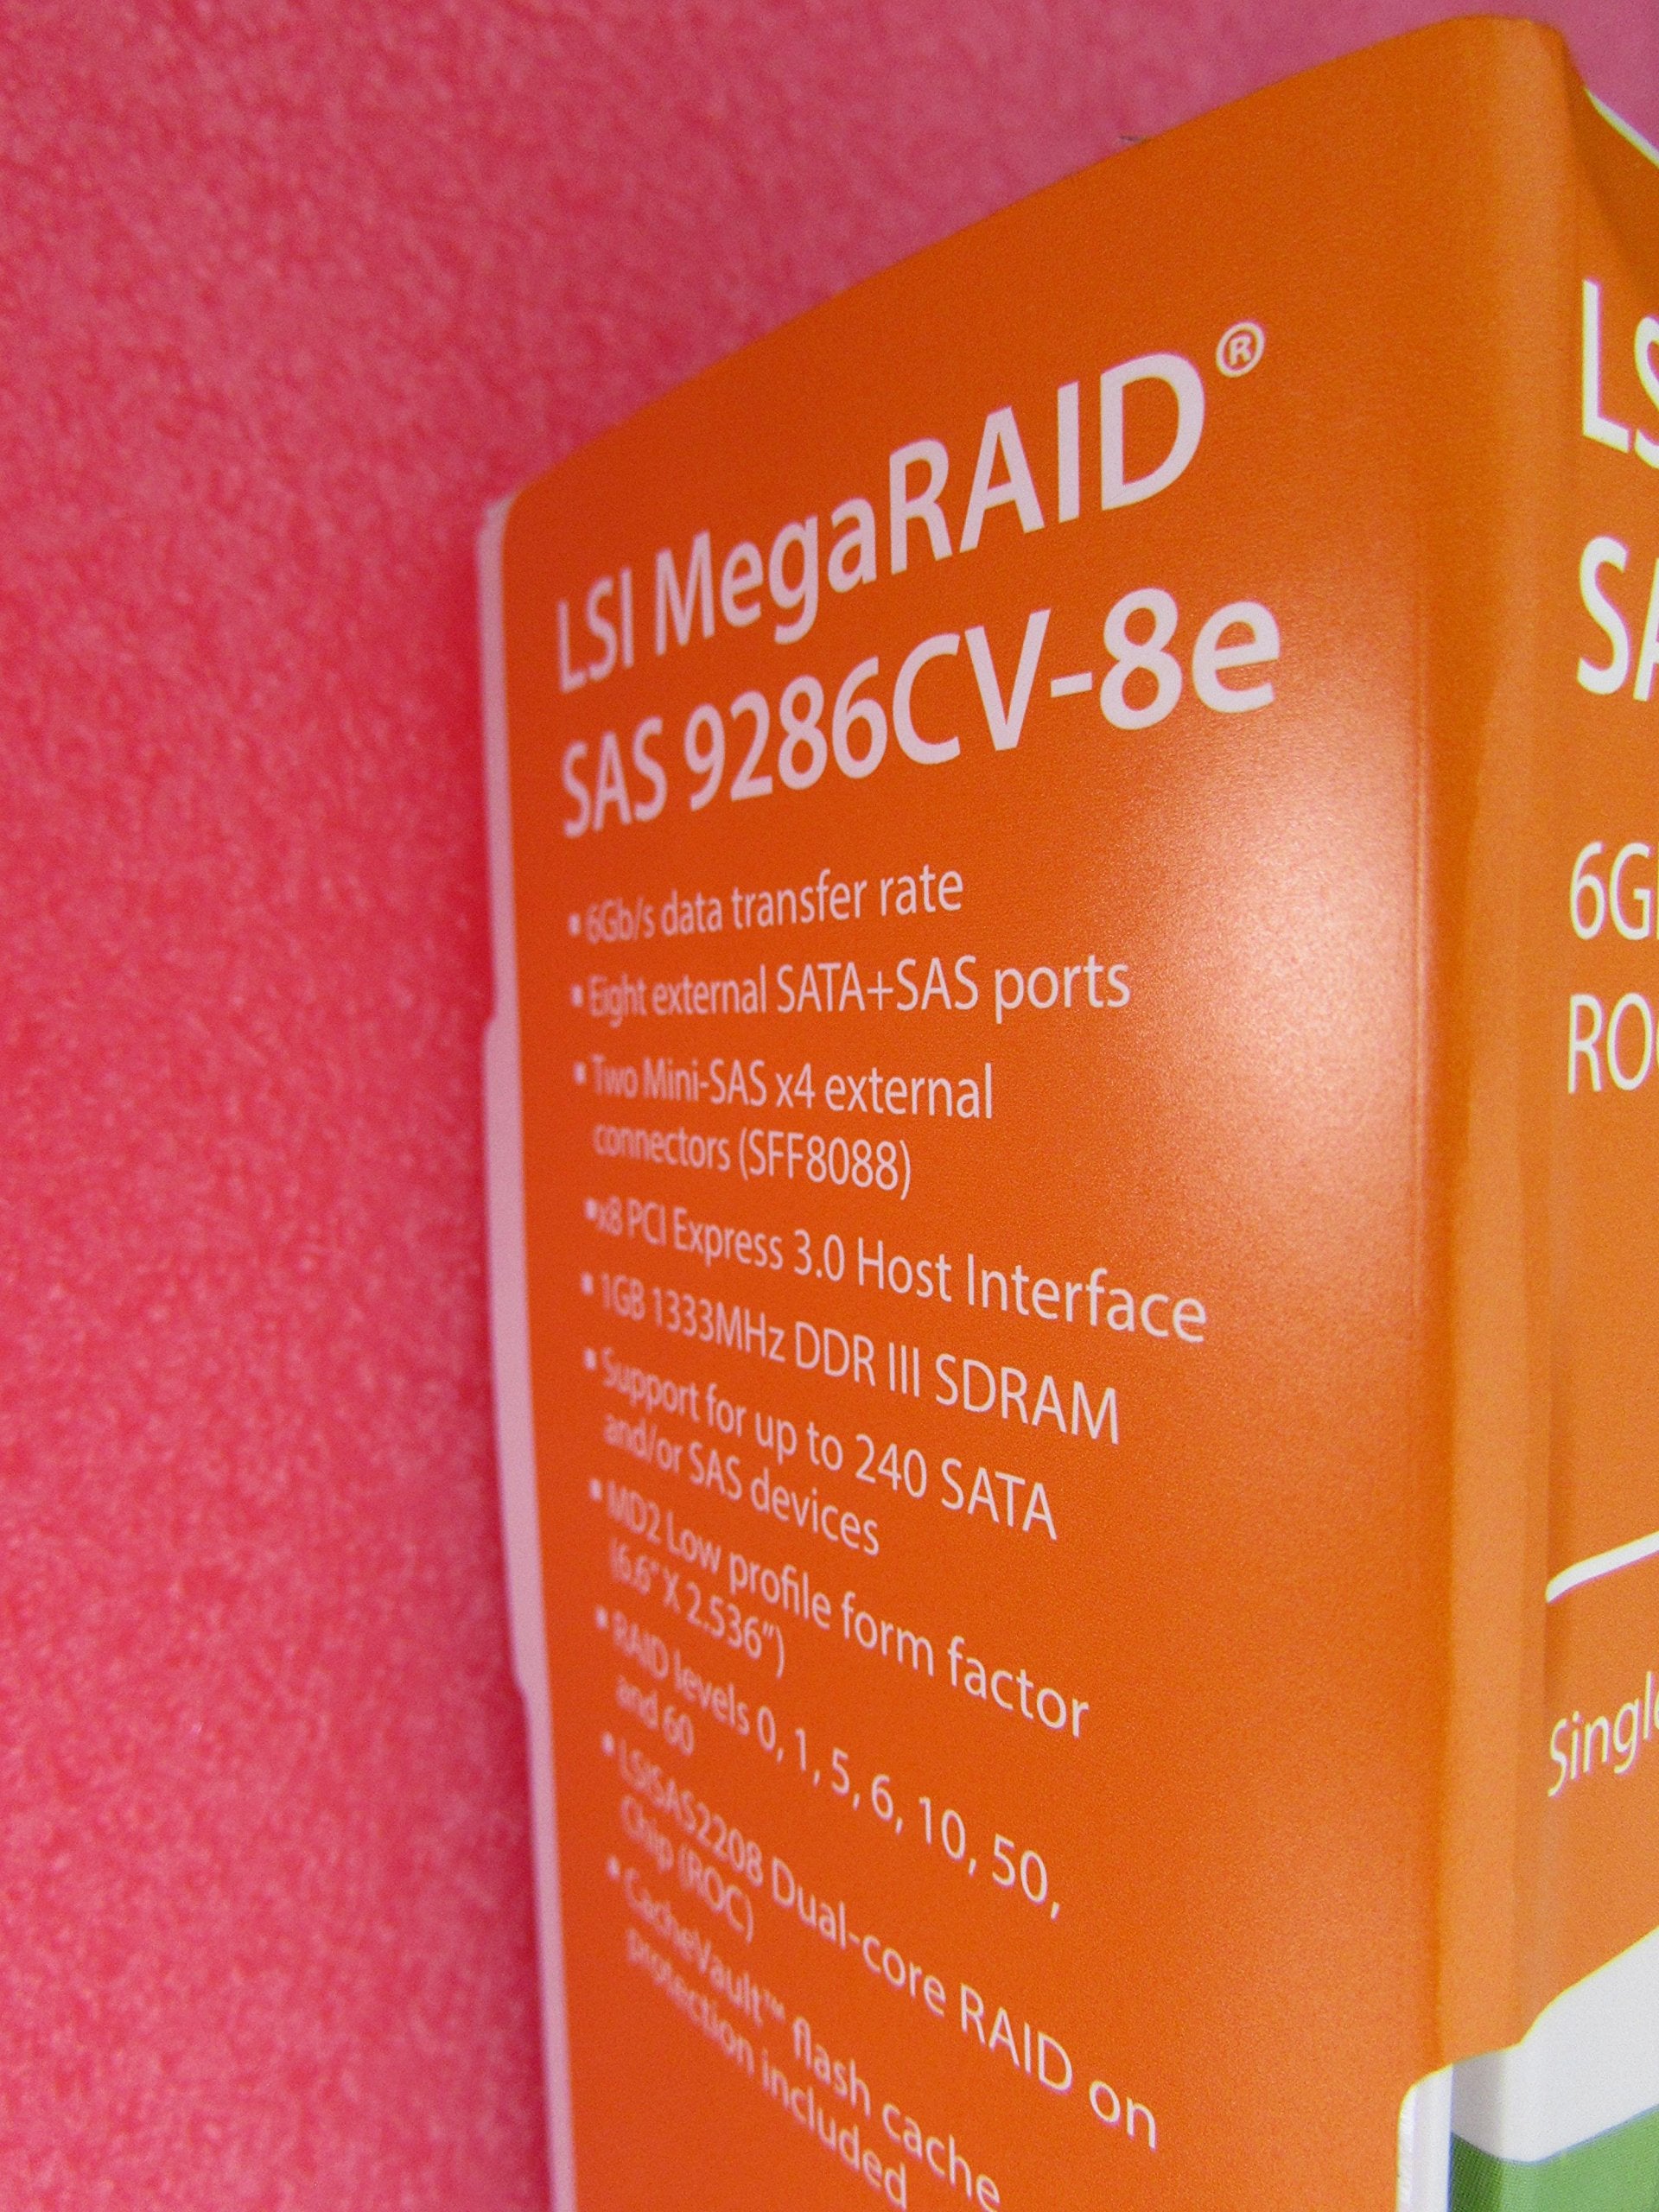 LSI MegaRAID®
SAS 9286CV-8e
▪ 6Gb/s data transfer rate
▪ Eight external SATA+SAS ports
▪ Two Mini-SAS x4 external
connectors (SFF8088)
▪x8 PCI Express 3.0 Host Interface
▪ 1GB 1333MHz DDR III SDRAM
▪ Support for up to 240 SATA
and/or SAS devices
▪ MD2 Low profile form factor
(6.6" X 2.536")
▪ RAID levels 0, 1, 5, 6, 10, 50,
and 60
▪ LSISAS2208 Dual-core RAID on
Chip (ROC)
▪ CacheVault™ flash cache
protection included
LS
SA
6G
RO
Singl